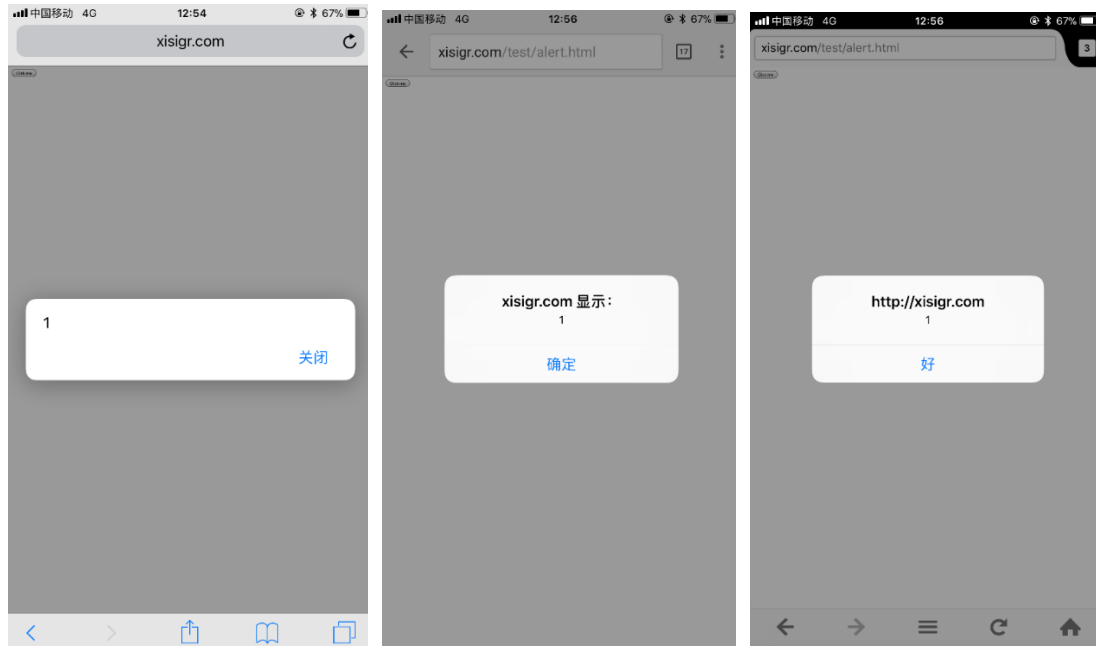 中国移动 4G 12:54 67%
xisigr.com
1
关闭
中国移动 4G 12:56 67%
xisigr.com/test/alert.html 17
xisigr.com 显示：
1
确定
中国移动 4G 12:56 67%
xisigr.com/test/alert.html 3
http://xisigr.com
1
好